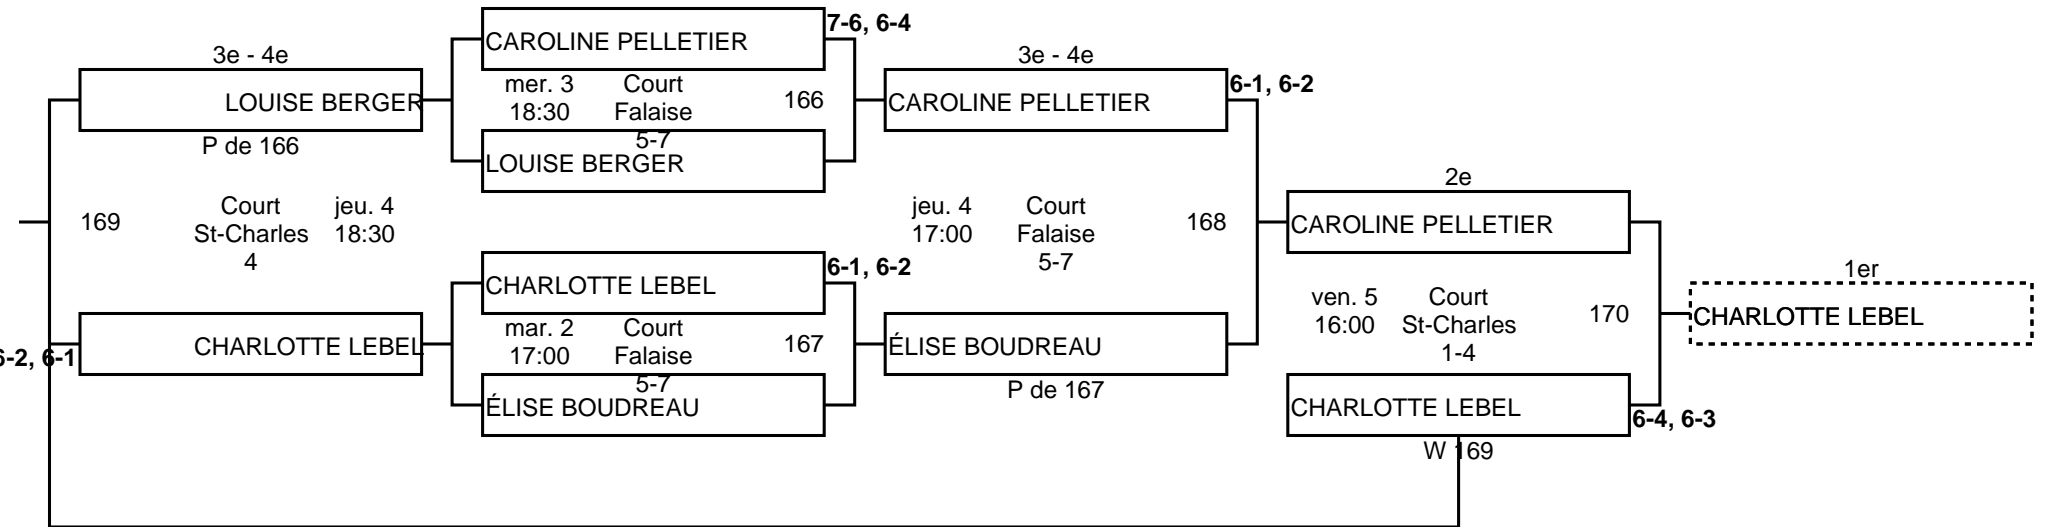 CAROLINE PELLETIER
7-6, 6-4
3e - 4e
LOUISE BERGER
P de 166
mer. 3
18:30
Court
Falaise
5-7
166
LOUISE BERGER
3e - 4e
CAROLINE PELLETIER
6-1, 6-2
169
Court
St-Charles
4
jeu. 4
18:30
jeu. 4
17:00
Court
Falaise
5-7
168
2e
CAROLINE PELLETIER
CHARLOTTE LEBEL
6-1, 6-2
CHARLOTTE LEBEL
6-2, 6-1
mar. 2
17:00
Court
Falaise
5-7
167
ÉLISE BOUDREAU
ÉLISE BOUDREAU
P de 167
ven. 5
16:00
Court
St-Charles
1-4
170
1er
CHARLOTTE LEBEL
CHARLOTTE LEBEL
6-4, 6-3
W 169